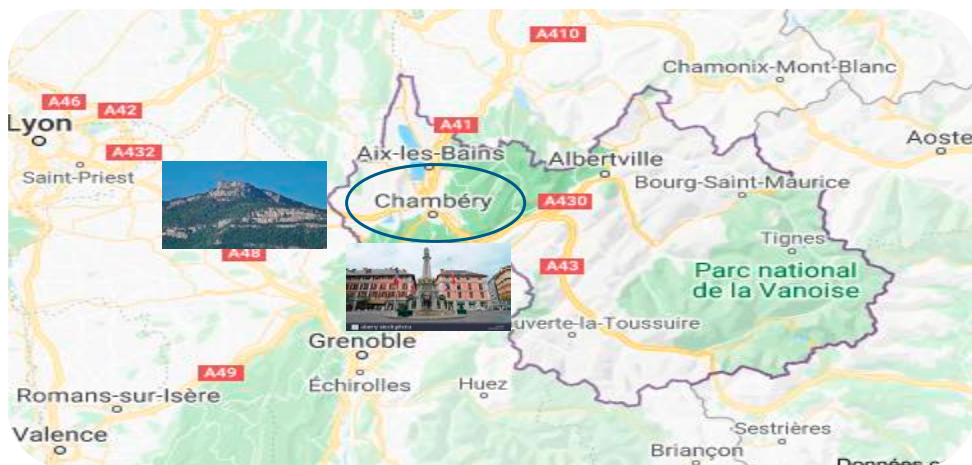 A410
Chamonix-Mont-Blanc
A46
A42
Lyon
A41
A432
Aix-les-Bains
Albertville
Aoste
Saint-Priest
Bourg-Saint-Maurice
Chambéry
A430
Tignes
A48
A43
Parc national
de la Vanoise
uverte-la-Toussuire
Grenoble
A49
Échirolles
Huez
Romans-sur-Isère
Valence
Sestrières
Briançon
Données c